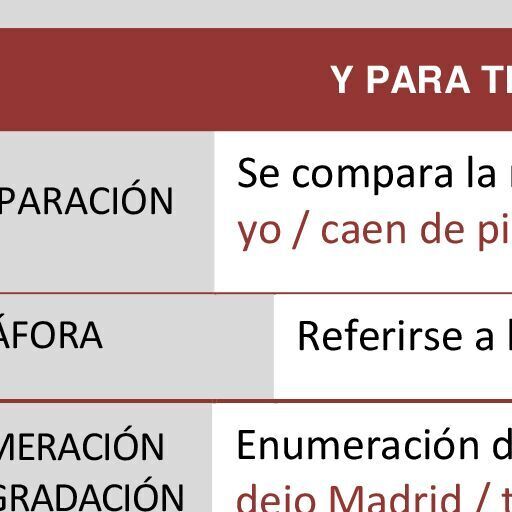 Y PARA T
PARACIÓN
Se compara la
yo / caen de pi
ÁFORA
Referirse a
MERACIÓN
GRADACIÓN
Enumeración d
dejo Madrid / t